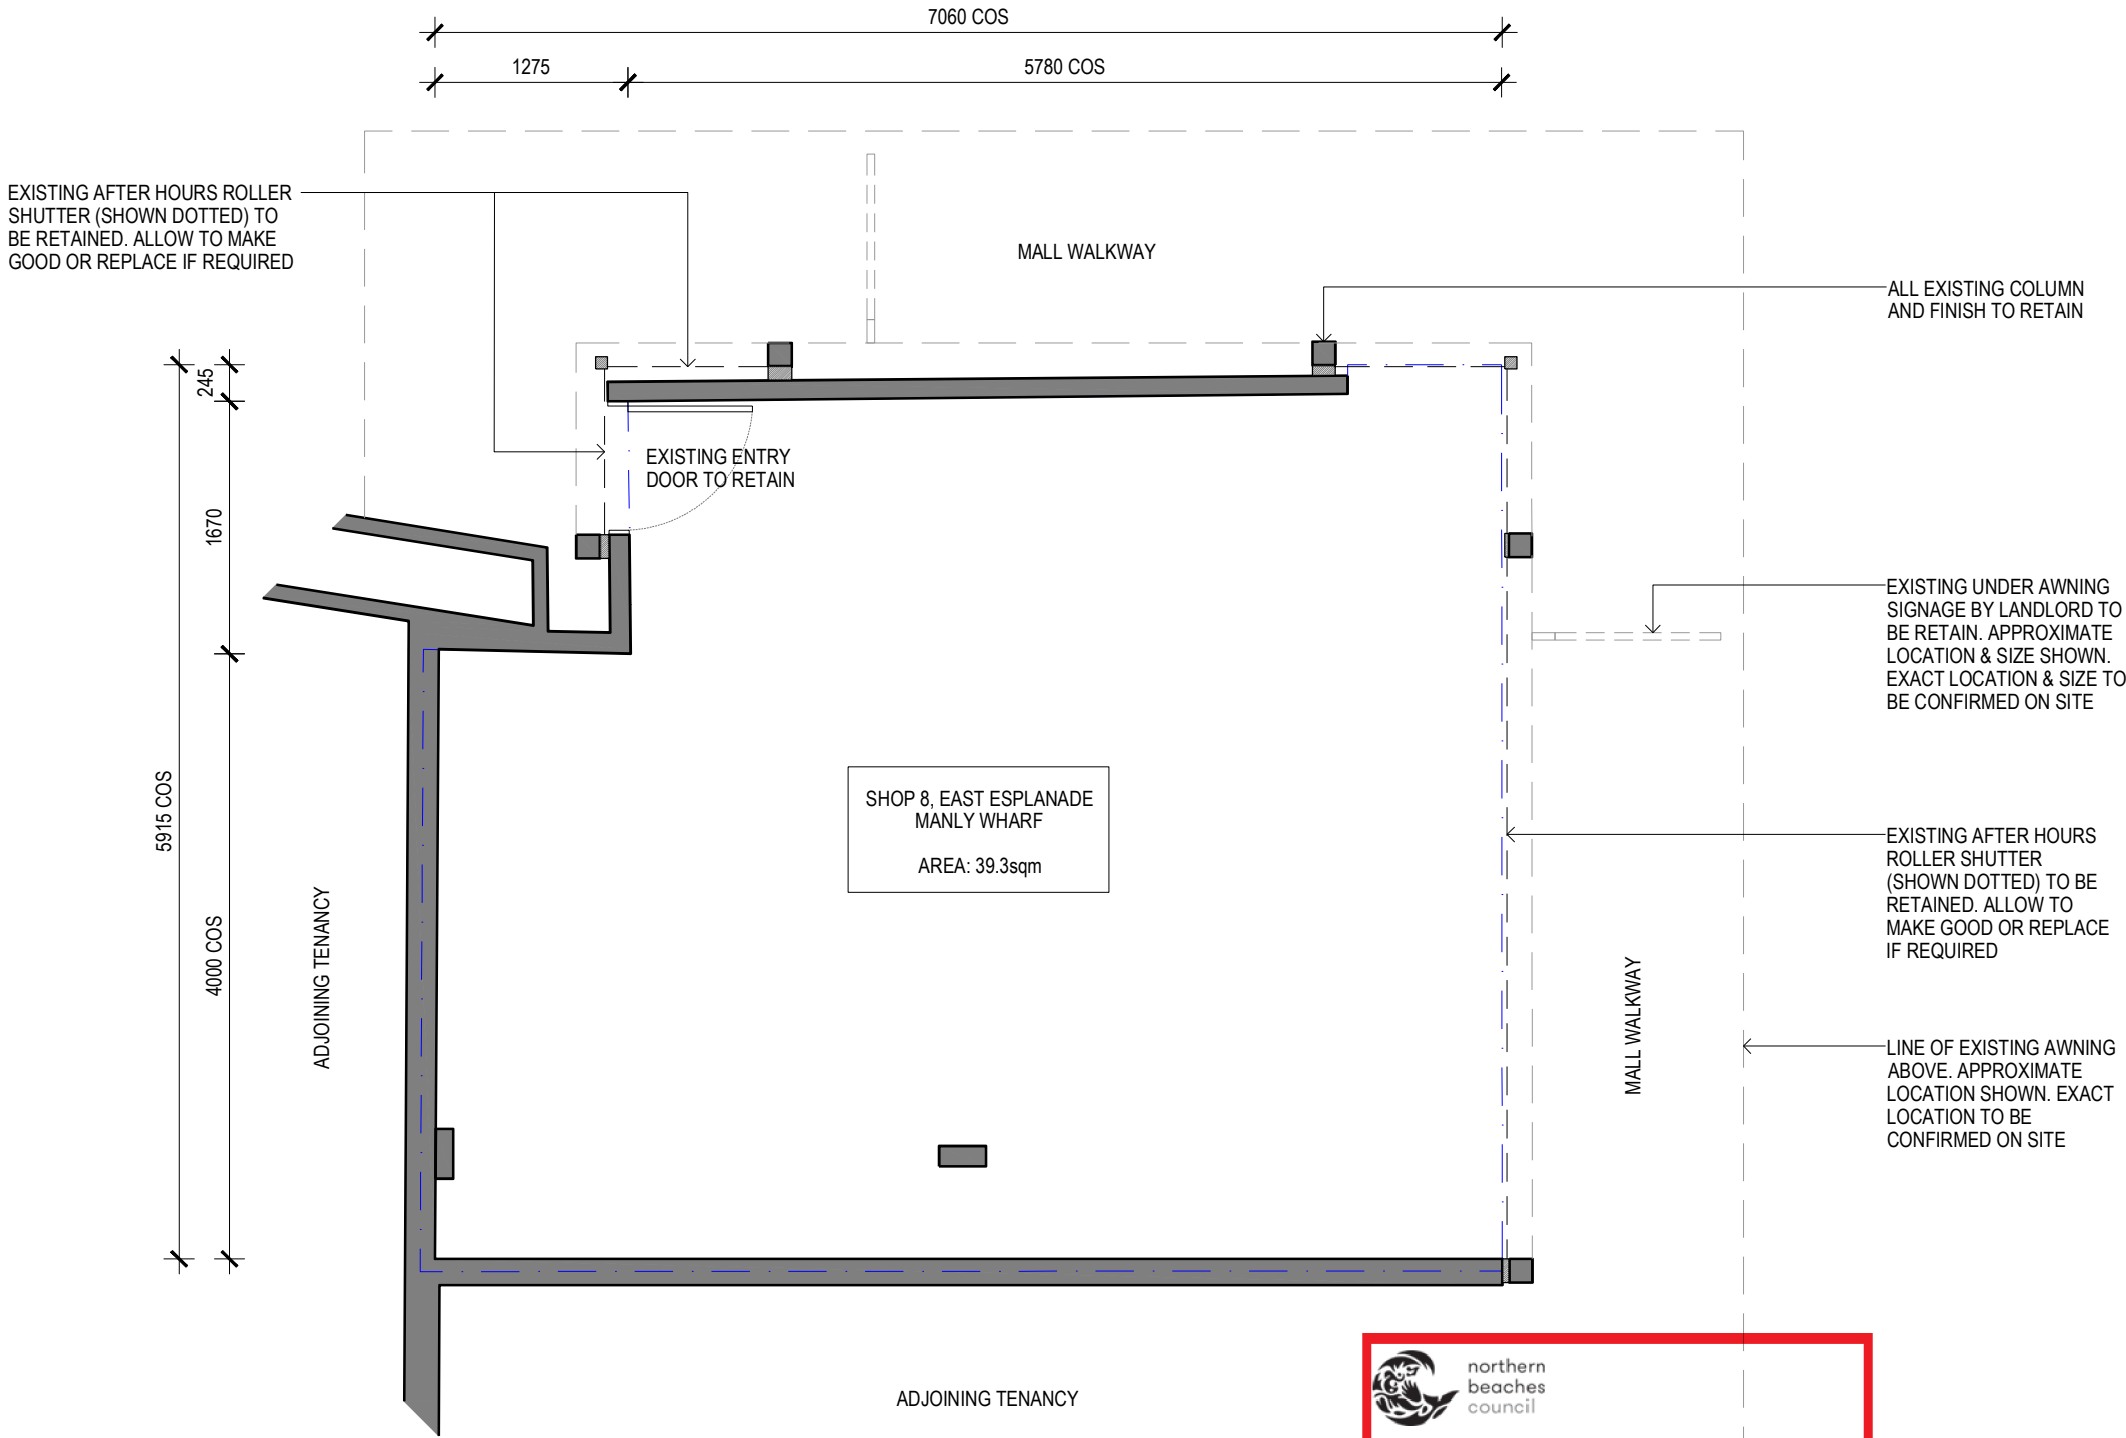 7060 COS
1275
5780 COS
EXISTING AFTER HOURS ROLLER
SHUTTER (SHOWN DOTTED) TO
BE RETAINED. ALLOW TO MAKE
GOOD OR REPLACE IF REQUIRED
MALL WALKWAY
ALL EXISTING COLUMN
AND FINISH TO RETAIN
245
EXISTING ENTRY
DOOR TO RETAIN
1670
EXISTING UNDER AWNING
SIGNAGE BY LANDLORD TO
BE RETAIN. APPROXIMATE
LOCATION & SIZE SHOWN.
EXACT LOCATION & SIZE TO
BE CONFIRMED ON SITE
5915 COS
SHOP 8, EAST ESPLANADE
MANLY WHARF
AREA: 39.3sqm
4000 COS
ADJOINING TENANCY
EXISTING AFTER HOURS
ROLLER SHUTTER
(SHOWN DOTTED) TO BE
RETAINED. ALLOW TO
MAKE GOOD OR REPLACE
IF REQUIRED
MALL WALKWAY
LINE OF EXISTING AWNING
ABOVE. APPROXIMATE
LOCATION SHOWN. EXACT
LOCATION TO BE
CONFIRMED ON SITE
ADJOINING TENANCY
northern
beaches
council